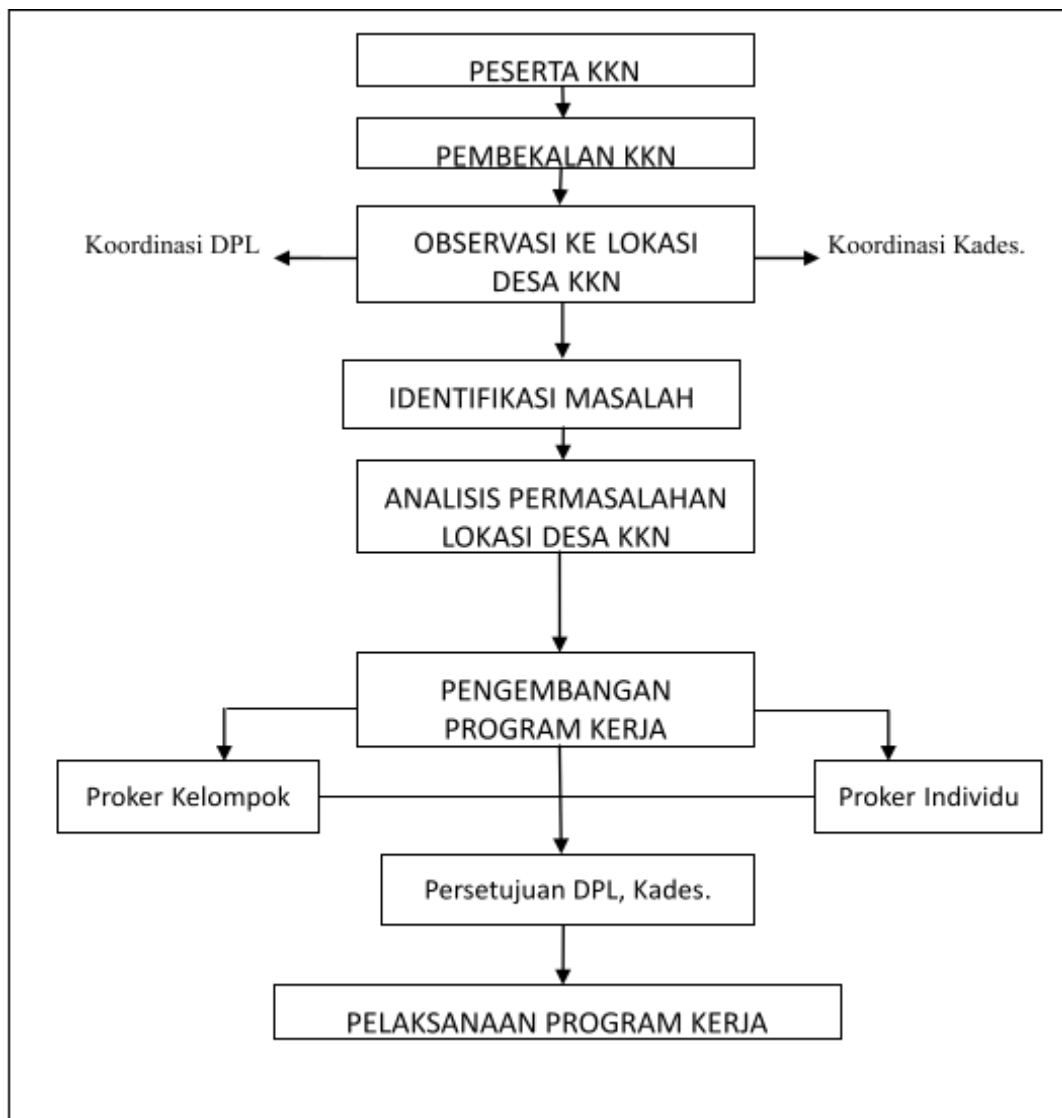 PESERTA KKN
PEMBEKALAN KKN
Koordinasi DPL
OBSERVASI KE LOKASI
DESA KKN
Koordinasi Kades.
IDENTIFIKASI MASALAH
ANALISIS PERMASALAHAN
LOKASI DESA KKN
PENGEMBANGAN
PROGRAM KERJA
Proker Kelompok
Proker Individu
Persetujuan DPL, Kades.
PELAKSANAAN PROGRAM KERJA